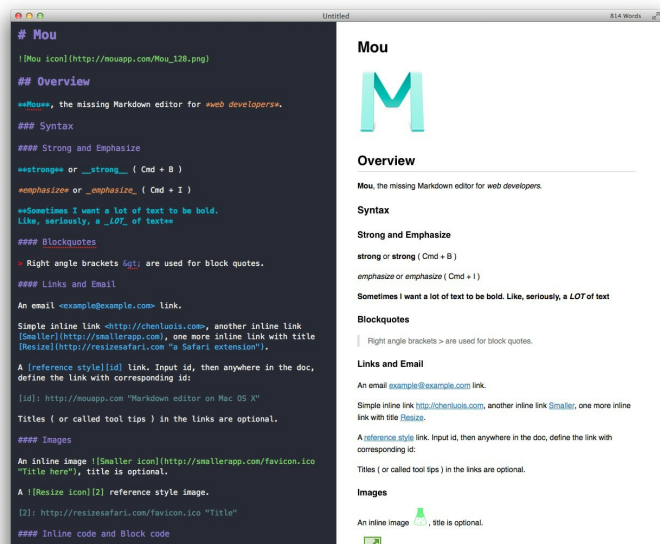 Untitled
814 Words
# Mou
![Mou icon](http://mouapp.com/Mou_128.png)
## Overview
**Mou**, the missing Markdown editor for *web developers*.
### Syntax
#### Strong and Emphasize
**strong** or __strong__ ( Cmd + B )
*emphasize* or _emphasize_ ( Cmd + I )
**Sometimes I want a lot of text to be bold.
Like, seriously, a _LOT_ of text**
#### Blockquotes
> Right angle brackets &gt; are used for block quotes.
#### Links and Email
An email <example@example.com> link.
Simple inline link <http://chenluois.com>, another inline link
[Smaller](http://smallerapp.com), one more inline link with title
[Resize](http://resizesafari.com "a Safari extension").
A [reference style][id] link. Input id, then anywhere in the doc,
define the link with corresponding id:
[id]: http://mouapp.com "Markdown editor on Mac OS X"
Titles ( or called tool tips ) in the links are optional.
#### Images
An inline image ![Smaller icon](http://smallerapp.com/favicon.ico
"Title here"), title is optional.
A ![Resize icon][2] reference style image.
[2]: http://resizesafari.com/favicon.ico "Title"
#### Inline code and Block code
Mou
Overview
Mou, the missing Markdown editor for web developers.
Syntax
Strong and Emphasize
strong or strong ( Cmd + B )
emphasize or emphasize ( Cmd + I )
Sometimes I want a lot of text to be bold. Like, seriously, a LOT of text
Blockquotes
Right angle brackets > are used for block quotes.
Links and Email
An email example@example.com link.
Simple inline link http://chenluois.com, another inline link Smaller, one more inline
link with title Resize.
A reference style link. Input id, then anywhere in the doc, define the link with
corresponding id:
Titles ( or called tool tips ) in the links are optional.
Images
An inline image , title is optional.